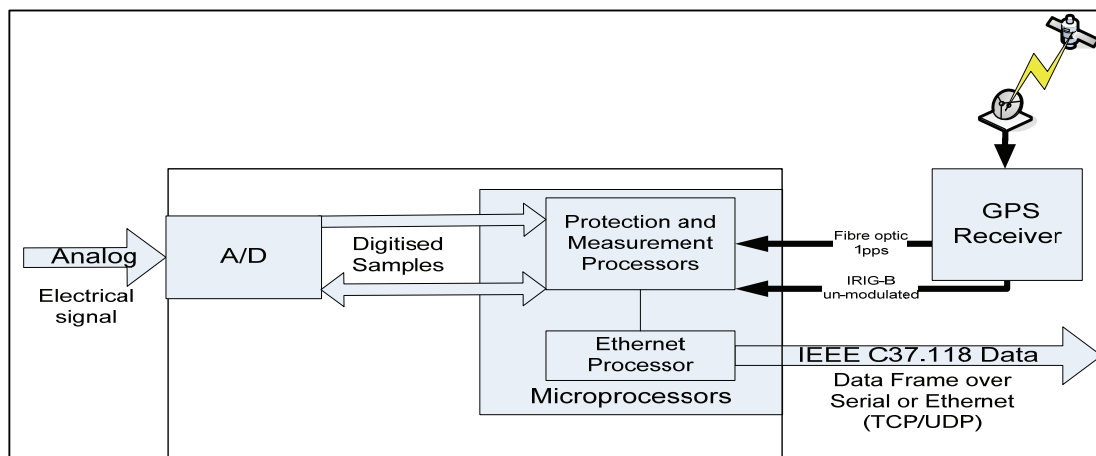 GPS
Receiver
Analog
Electrical
signal
A/D
Digitised
Samples
Protection and
Measurement
Processors
Fibre optic
1pps
IRIG-B
un-modulated
Ethernet
Processor
Microprocessors
IEEE C37.118 Data
Data Frame over
Serial or Ethernet
(TCP/UDP)